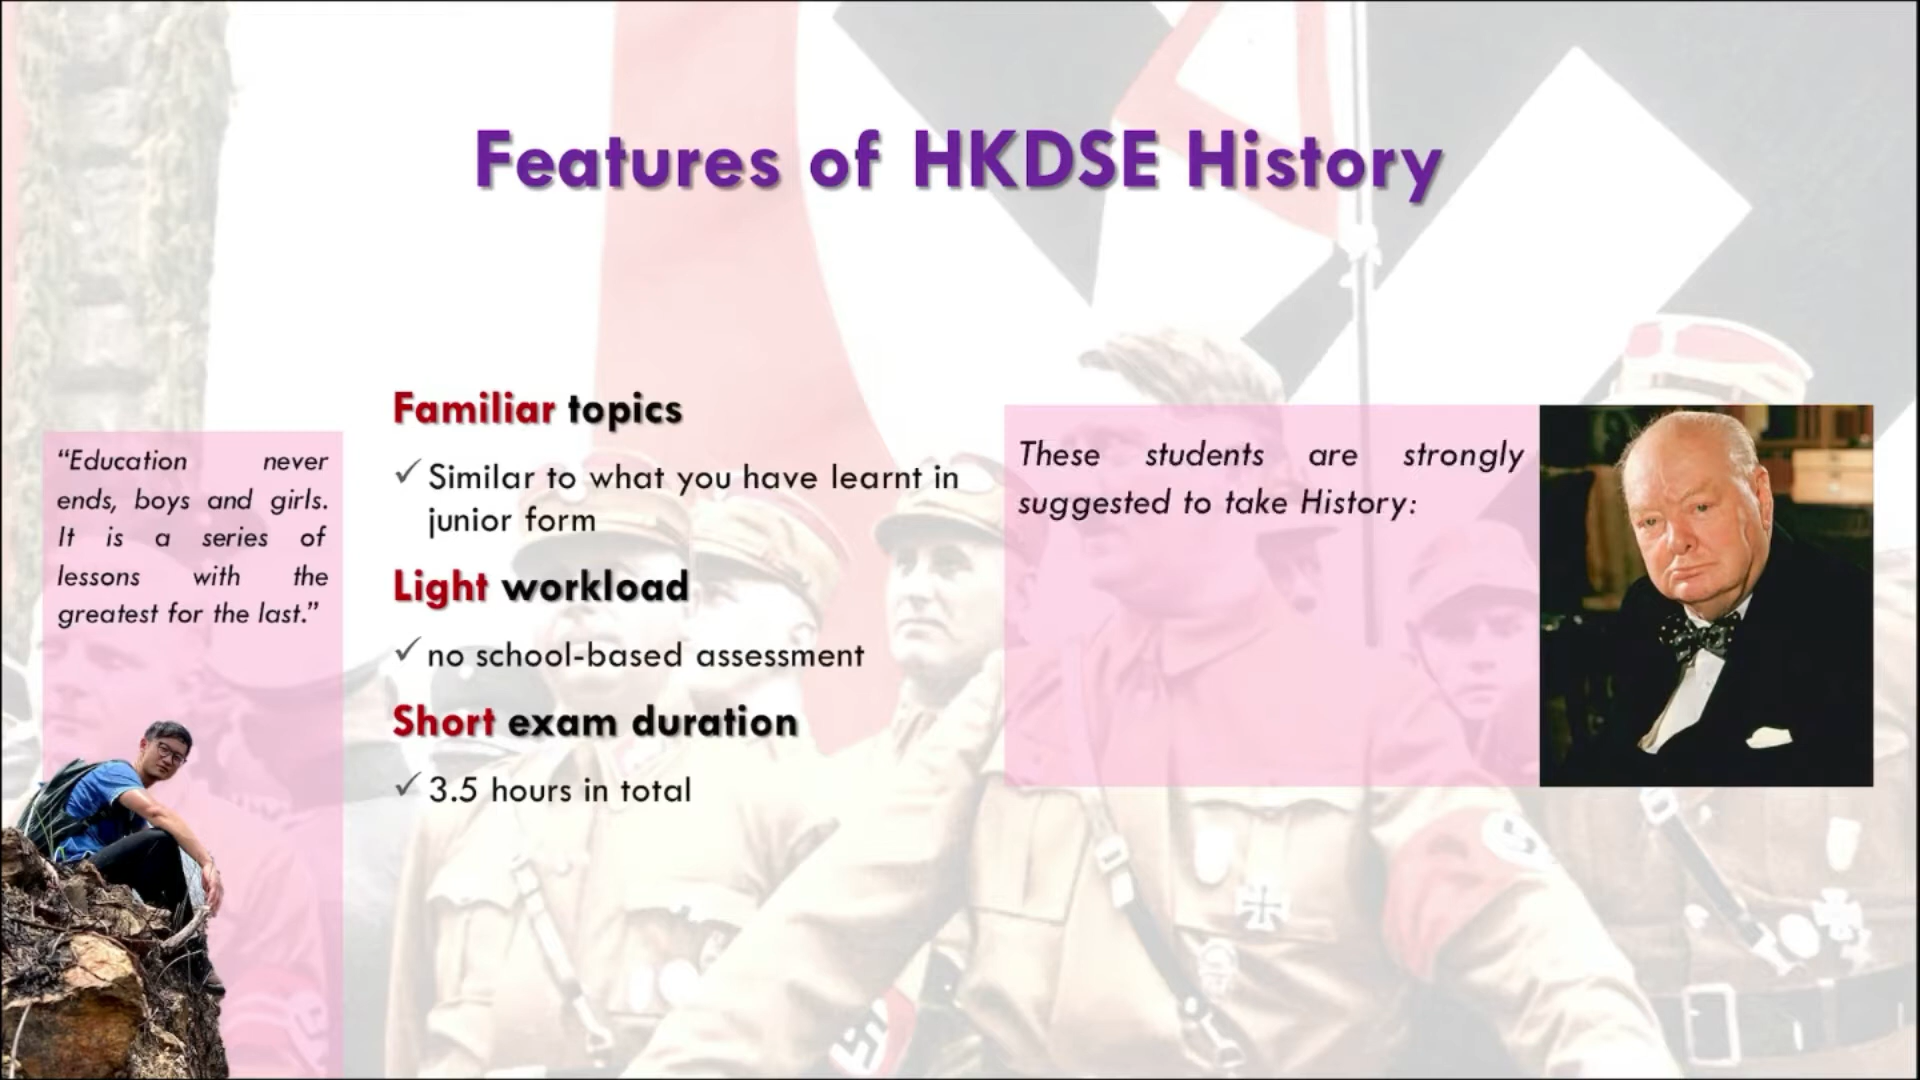 Features of HKDSE History
“Education never
ends, boys and girls.
It is a series of
lessons with the
greatest for the last.”
Familiar topics
✓ Similar to what you have learnt in
junior form
Light workload
✓ no school-based assessment
Short exam duration
✓ 3.5 hours in total
These students are strongly
suggested to take History: